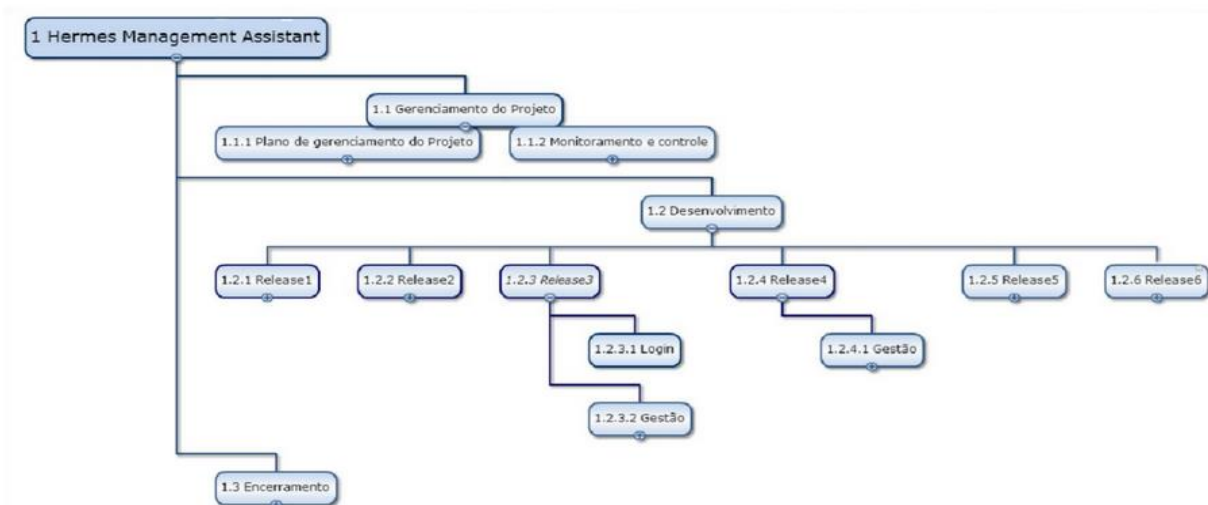 1 Hermes Management Assistant
1.1 Gerenciamento do Projeto
1.1.1 Plano de gerenciamento do Projeto
1.1.2 Monitoramento e controle
1.2 Desenvolvimento
1.2.1 Release1
1.2.2 Release2
1.2.3 Release3
1.2.4 Release4
1.2.5 Release5
1.2.6 Release6
1.2.3.1 Login
1.2.4.1 Gestão
1.2.3.2 Gestão
1.3 Encerramento